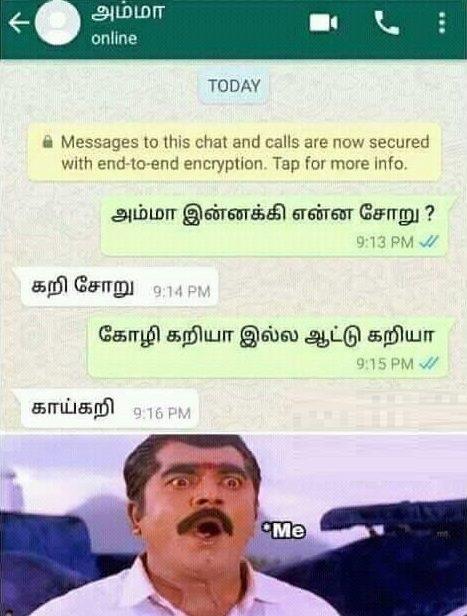 அம்மா
online
TODAY
Messages to this chat and calls are now secured
with end-to-end encryption. Tap for more info.
அம்மா இன்னக்கி என்ன சோறு ?
9:13 PM
கறி சோறு 9:14 PM
கோழி கறியா இல்ல ஆட்டு கறியா
9:15 PM
காய்கறி 9:16 PM
*Me